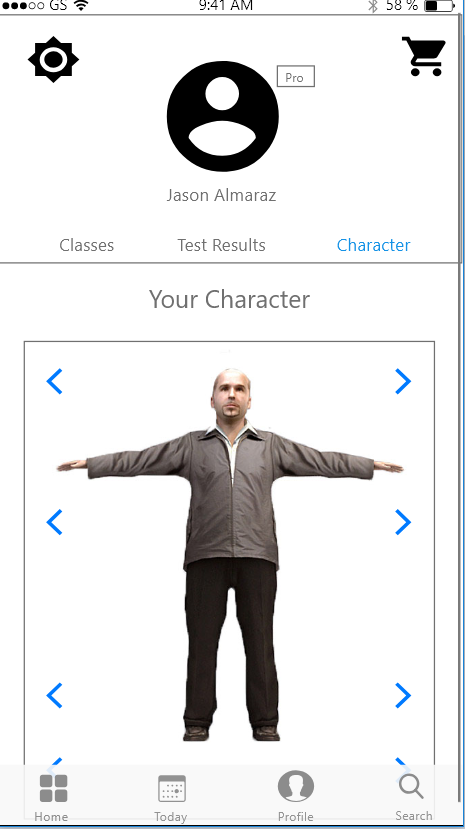 GS 9:41 AM 58 %
Pro
Jason Almaraz
Classes Test Results Character
Your Character
Home Today Profile Search